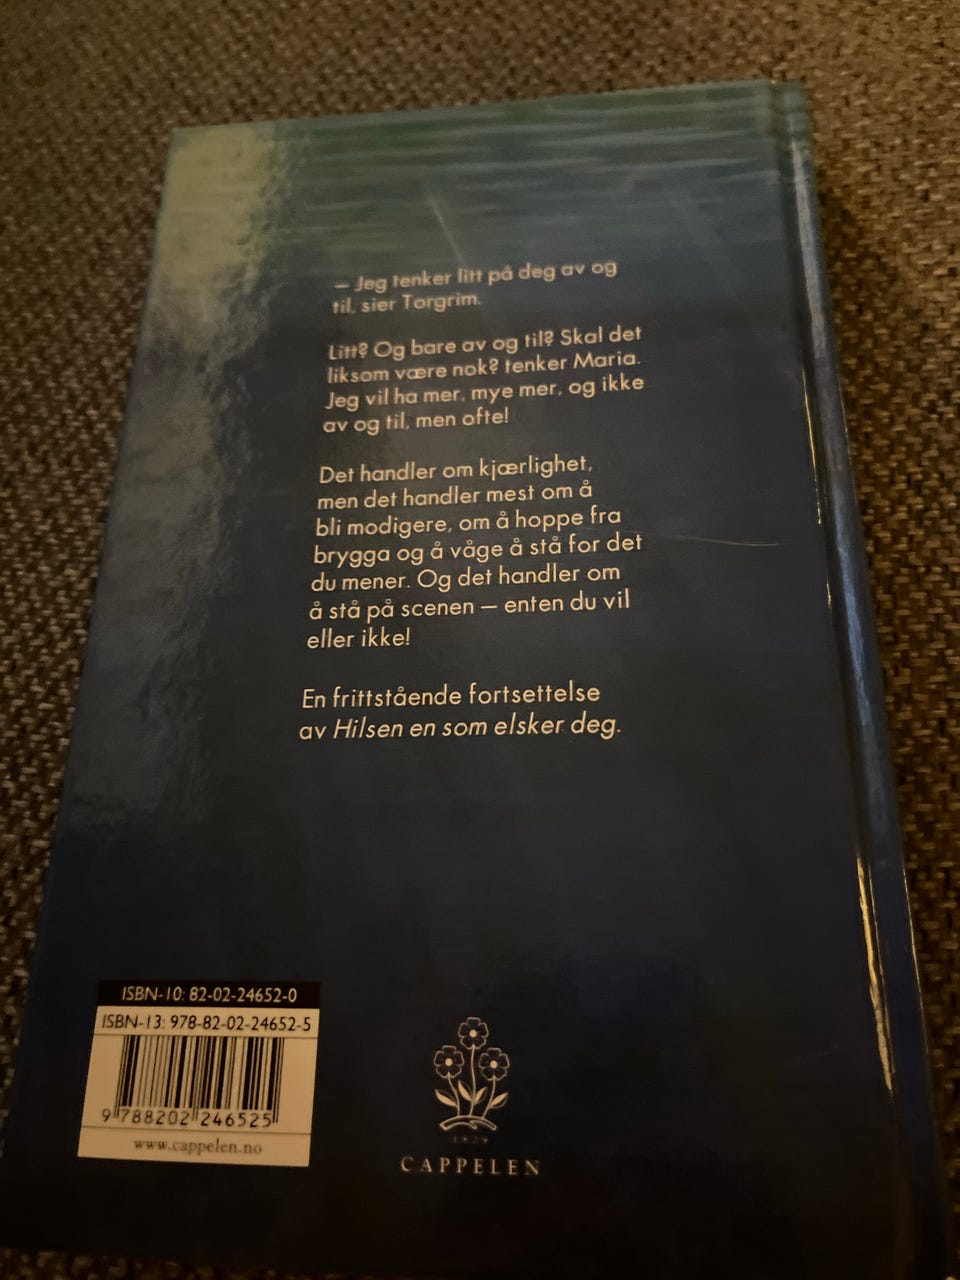 – Jeg tenker litt på deg av og
til, sier Torgrim.
Litt? Og bare av og til? Skal det
liksom være nok? tenker Maria.
Jeg vil ha mer, mye mer, og ikke
av og til, men ofte!
Det handler om kjærlighet,
men det handler mest om å
bli modigere, om å hoppe fra
brygga og å våge å stå for det
du mener. Og det handler om
å stå på scenen – enten du vil
eller ikke!
En frittstående fortsettelse
av Hilsen en som elsker deg.
ISBN-10: 82-02-24652-0
ISBN-13: 978-82-02-24652-5
9 788202 246525
www.cappelen.no
1829
CAPPELEN